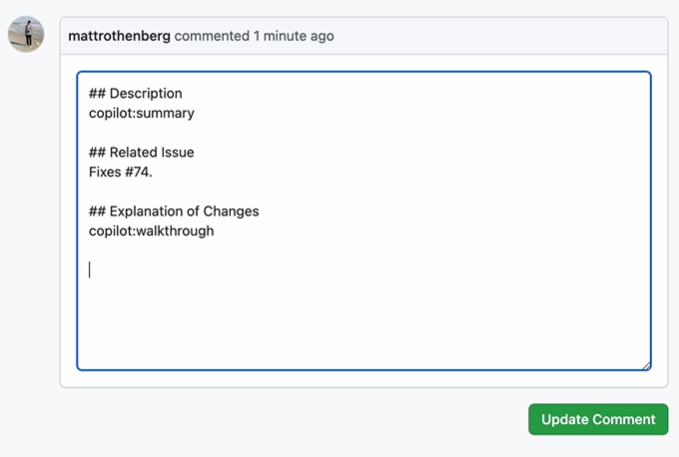 mattrothenberg commented 1 minute ago
## Description
copilot:summary
## Related Issue
Fixes #74.
## Explanation of Changes
copilot:walkthrough
Update Comment